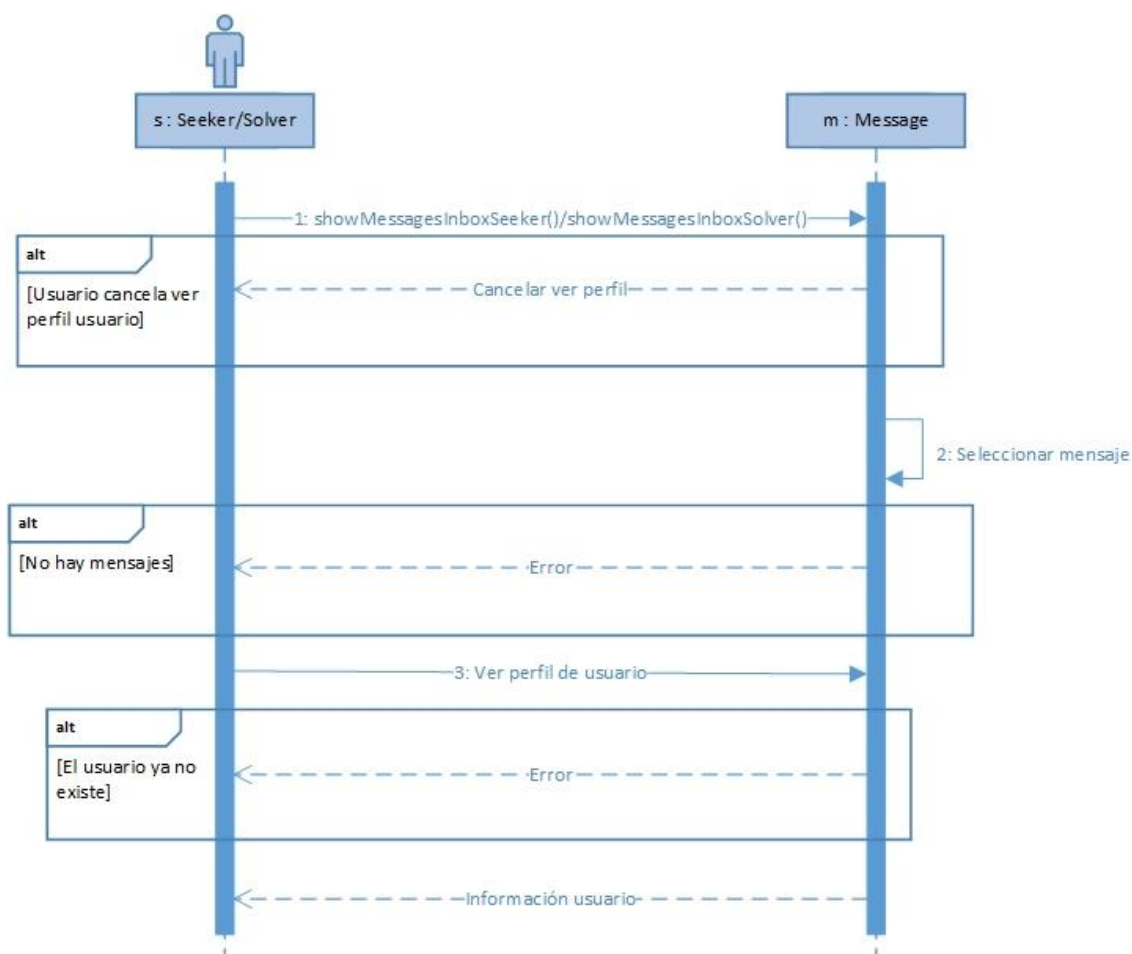 s : Seeker/Solver
m : Message
1: showMessagesInboxSeeker()/showMessagesInboxSolver()
alt
[Usuario cancela ver
perfil usuario]
Cancelar ver perfil
2: Seleccionar mensaje
alt
[No hay mensajes]
Error
3: Ver perfil de usuario
alt
[El usuario ya no
existe]
Error
Información usuario